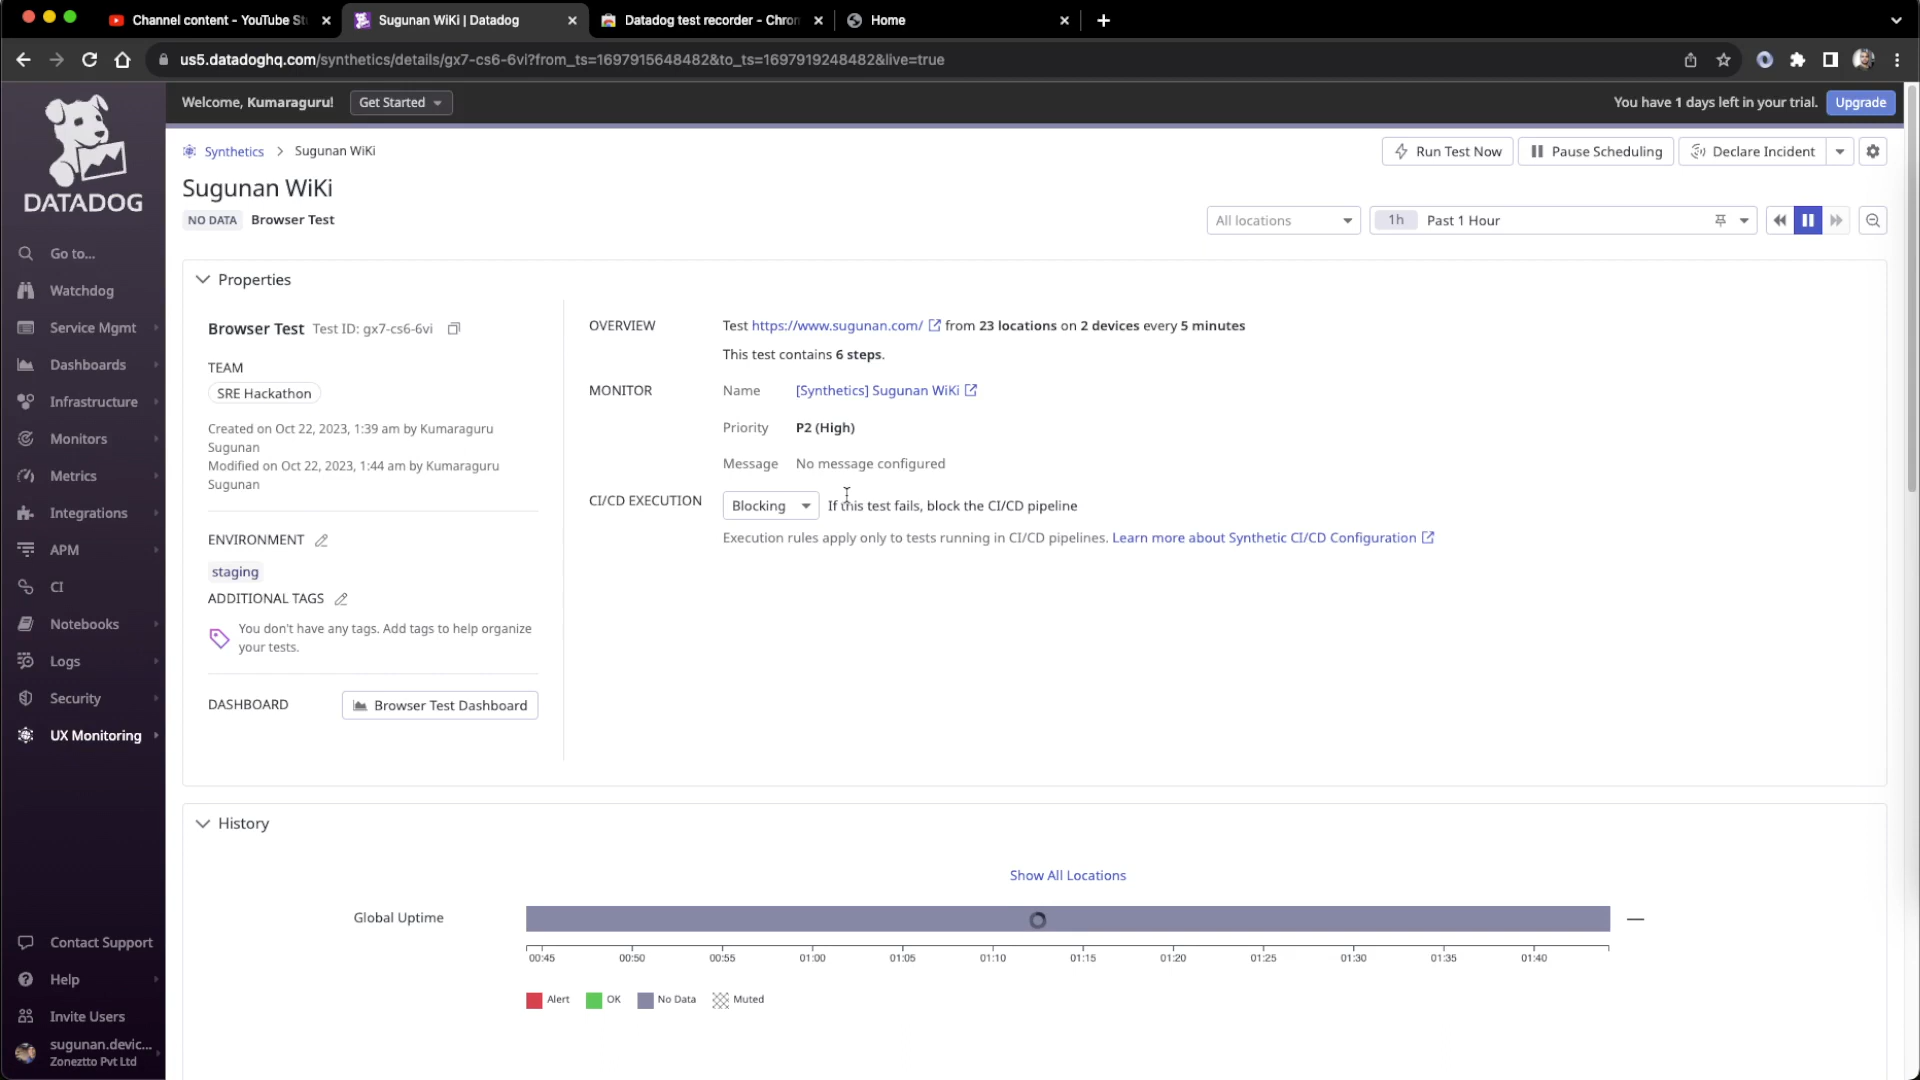 Channel content - YouTube St
Sugunan WiKi | Datadog
Datadog test recorder - Chrom
Home
us5.datadoghq.com/synthetics/details/gx7-cs6-6vi?from_ts=1697915648482&to_ts=1697919248482&live=true
DATADOG
Go to...
Watchdog
Service Mgmt
Dashboards
Infrastructure
Monitors
Metrics
Integrations
APM
CI
Notebooks
Logs
Security
UX Monitoring
Contact Support
Help
Invite Users
sugunan.devic...
Zoneztto Pvt Ltd
Welcome, Kumaraguru!
Get Started
You have 1 days left in your trial.
Upgrade
Synthetics > Sugunan WiKi
Run Test Now
Pause Scheduling
Declare Incident
Sugunan WiKi
NO DATA Browser Test
All locations
1h Past 1 Hour
Properties
Browser Test Test ID: gx7-cs6-6vi
TEAM
SRE Hackathon
Created on Oct 22, 2023, 1:39 am by Kumaraguru
Sugunan
Modified on Oct 22, 2023, 1:44 am by Kumaraguru
Sugunan
ENVIRONMENT
staging
ADDITIONAL TAGS
You don't have any tags. Add tags to help organize
your tests.
DASHBOARD
Browser Test Dashboard
OVERVIEW
Test https://www.sugunan.com/ from 23 locations on 2 devices every 5 minutes
This test contains 6 steps.
MONITOR
Name [Synthetics] Sugunan WiKi
Priority P2 (High)
Message No message configured
CI/CD EXECUTION
Blocking
If this test fails, block the CI/CD pipeline
Execution rules apply only to tests running in CI/CD pipelines. Learn more about Synthetic CI/CD Configuration
History
Show All Locations
Global Uptime
00:45 00:50 00:55 01:00 01:05 01:10 01:15 01:20 01:25 01:30 01:35 01:40
Alert OK No Data Muted